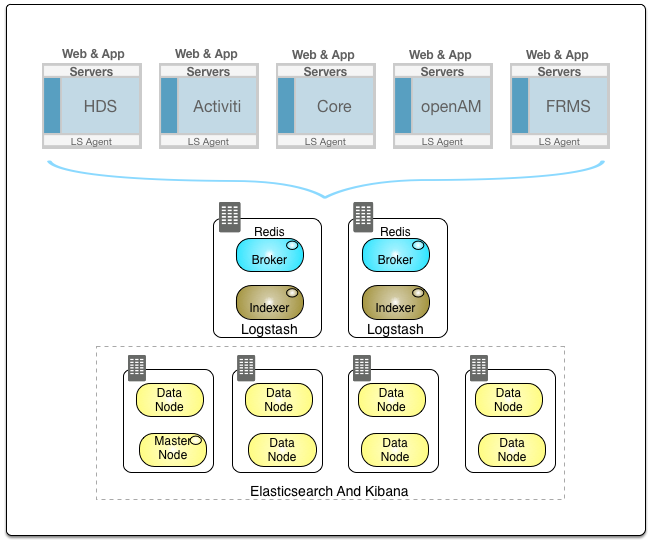 Web & App
Web & App
Web & App
Web & App
Web & App
Servers
Servers
Servers
Servers
Servers
HDS
Activiti
Core
openAM
FRMS
LS Agent
LS Agent
LS Agent
LS Agent
LS Agent
Redis
Redis
Broker
Broker
Indexer
Indexer
Logstash
Logstash
Data
Node
Data
Node
Data
Node
Data
Node
Master
Node
Data
Node
Data
Node
Data
Node
Elasticsearch And Kibana